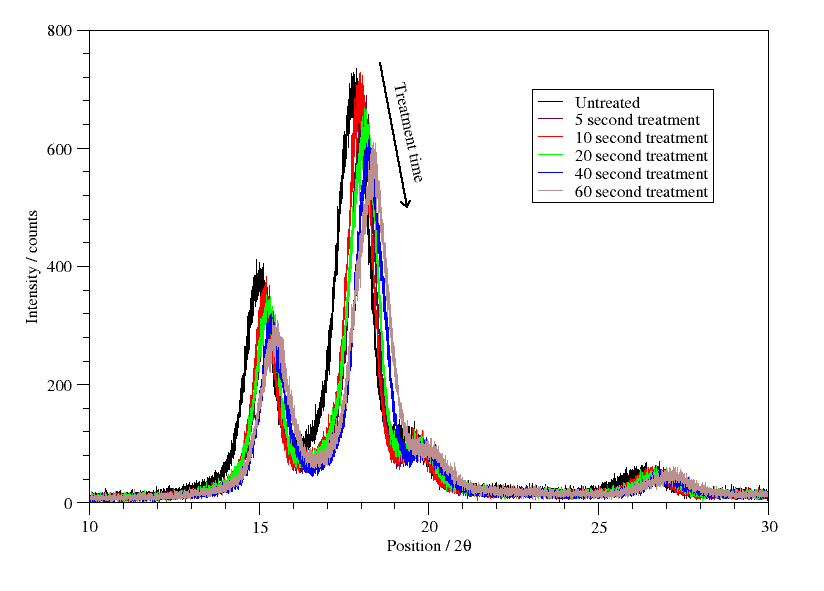 800
600
400
200
0
10
15
20
25
30
Intensity / counts
Position / 2θ
Treatment time
Untreated
5 second treatment
10 second treatment
20 second treatment
40 second treatment
60 second treatment